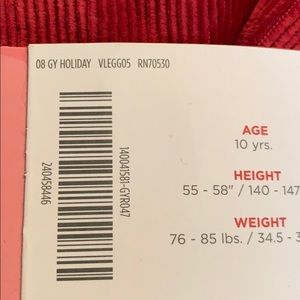 08 GY HOLIDAY VLEGG05 RN70530
240458446
140041581-G7R047
AGE
10 yrs.
HEIGHT
55 - 58" / 140 - 147
WEIGHT
76 - 85 lbs. / 34.5 - 3